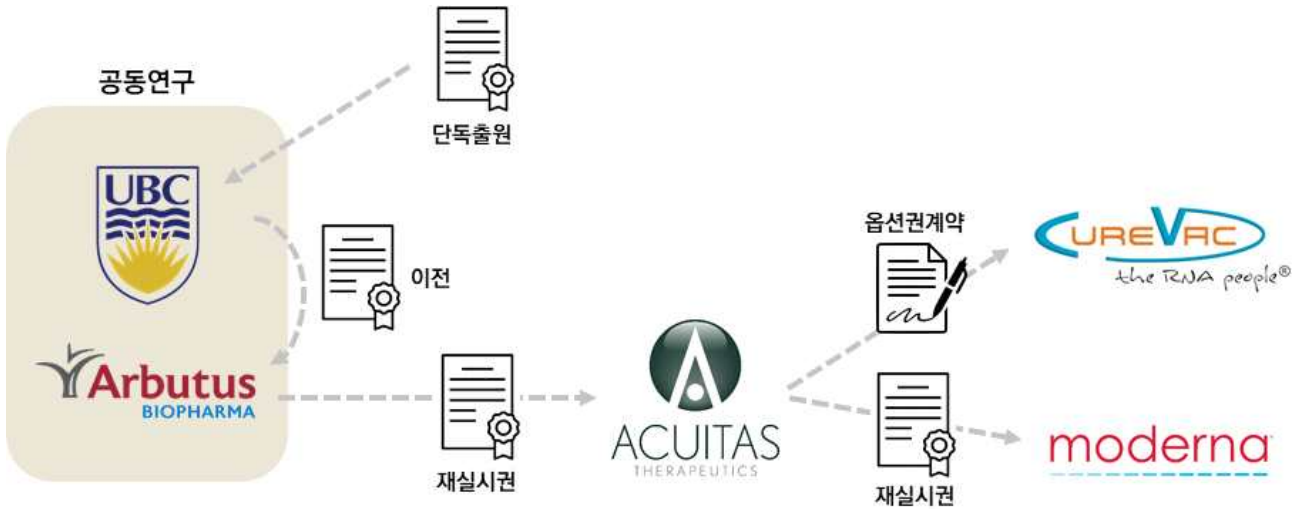 공동연구
단독출원
UBC
이전
Arbutus
BIOPHARMA
재실시권
ACUITAS
THERAPEUTICS
옵션권계약
CUREVAC
the RNA people®
재실시권
moderna